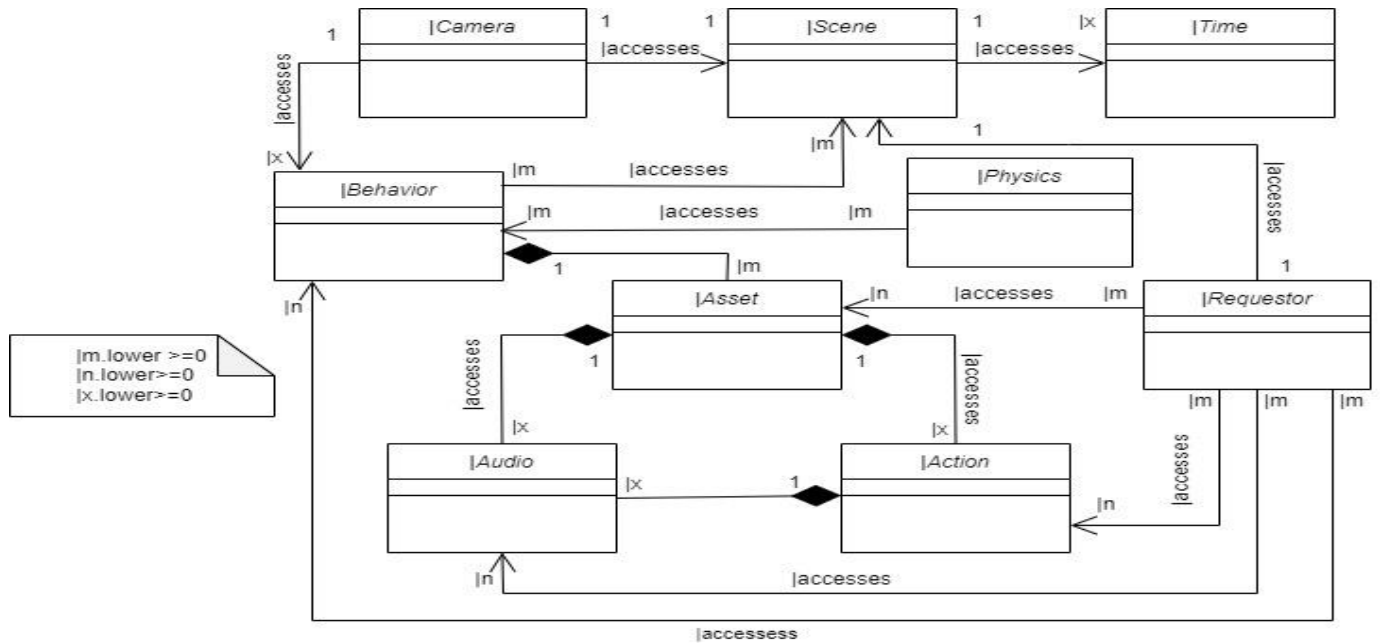 1
|Camera
1
1
|Scene
1
|x
|Time
|accesses
|accesses
|accesses
|x
|m
|accesses
|m
1
|Physics
|accesses
|Behavior
|m
|accesses
|m
1
|m
|n
|Asset
|n
|accesses
|m
1
|Requestor
|m.lower >=0
|n.lower>=0
|x.lower>=0
1
1
|accesses
|accesses
|m
|m
|m
|x
|x
|Audio
|Action
|accesses
|x
1
|n
|n
|accesses
|accessess